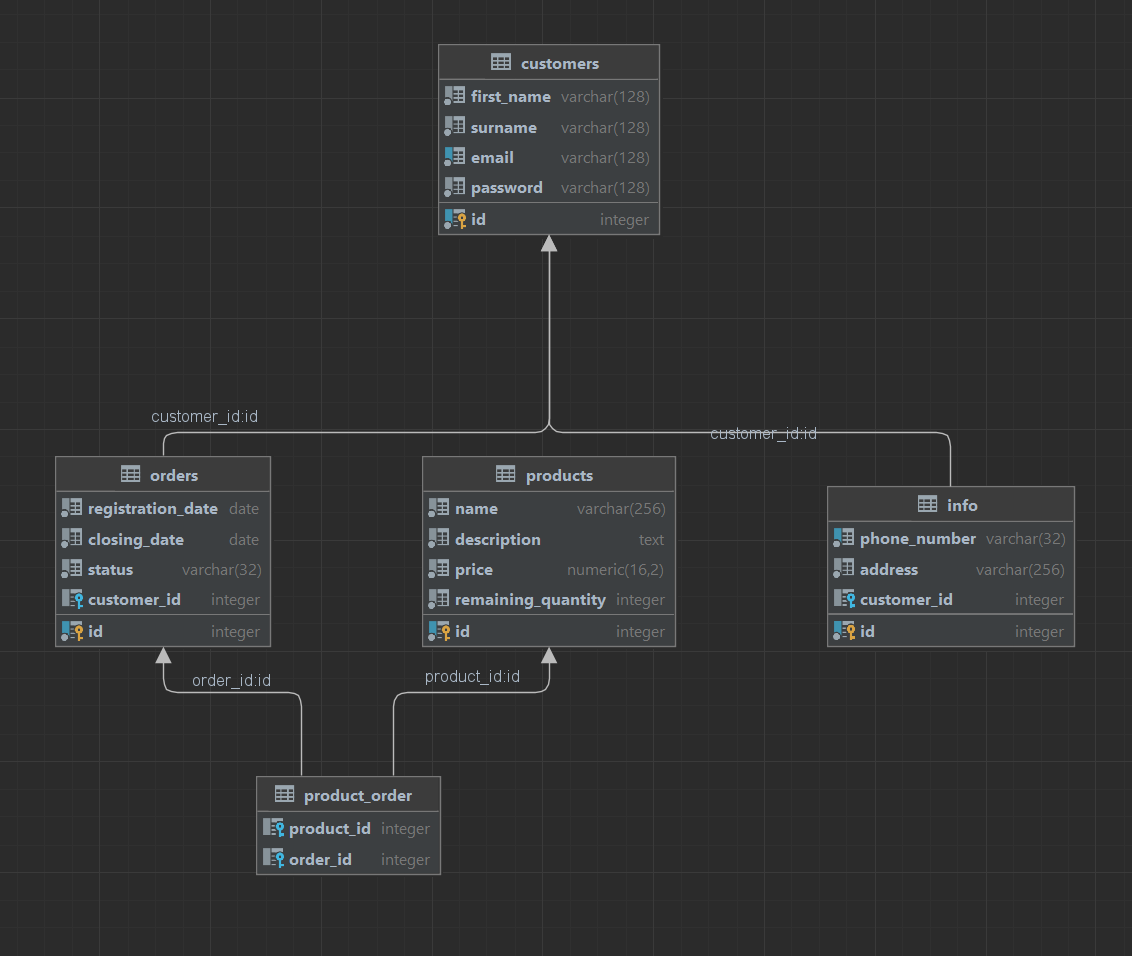 customers
first_name varchar(128)
surname varchar(128)
email varchar(128)
password varchar(128)
id integer
customer_id:id
customer_id:id
orders
registration_date date
closing_date date
status varchar(32)
customer_id integer
id integer
products
name varchar(256)
description text
price numeric(16,2)
remaining_quantity integer
id integer
info
phone_number varchar(32)
address varchar(256)
customer_id integer
id integer
order_id:id
product_id:id
product_order
product_id integer
order_id integer